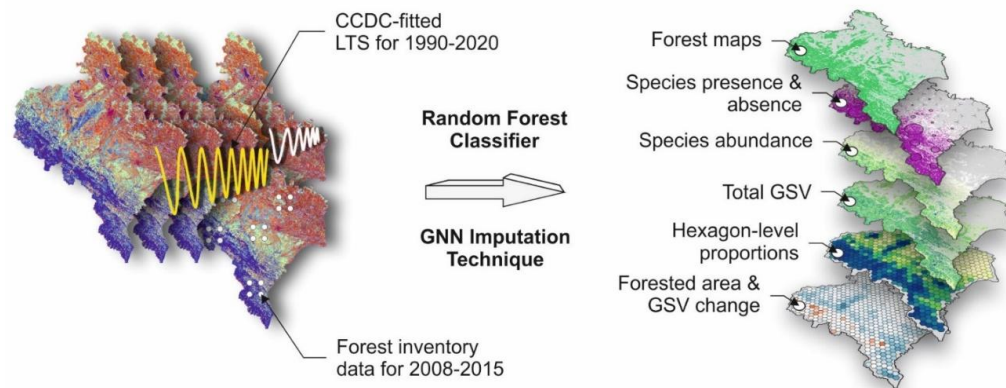 CCDC-fitted
LTS for 1990-2020
Forest inventory
data for 2008-2015
Random Forest
Classifier
GNN Imputation
Technique
Forest maps
Species presence &
absence
Species abundance
Total GSV
Hexagon-level
proportions
Forested area &
GSV change